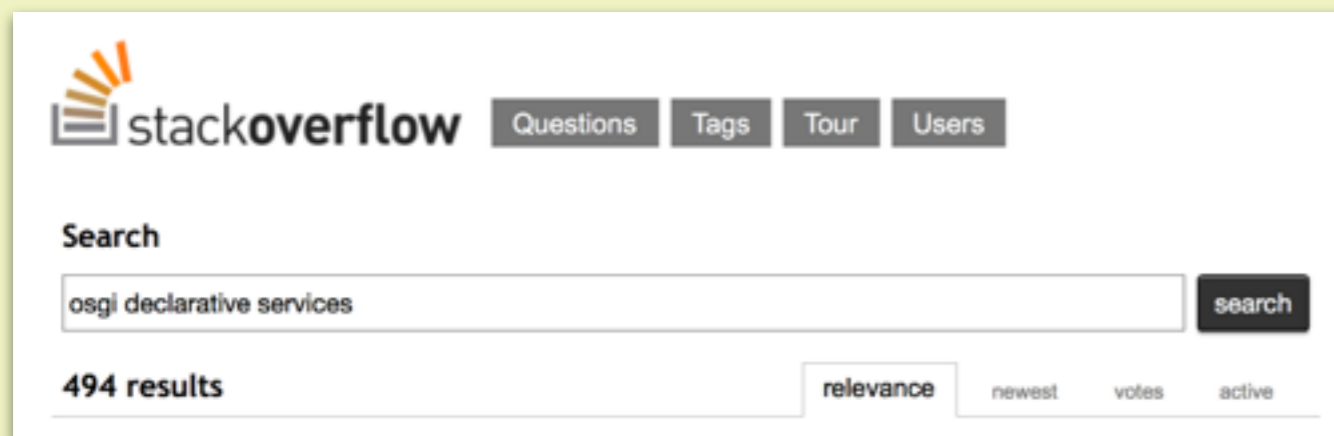 stackoverflow Questions Tags Tour Users
Search
osgi declarative services search
494 results relevance newest votes active